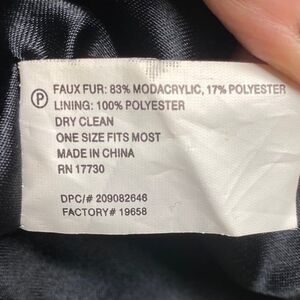 P
FAUX FUR: 83% MODACRYLIC, 17% POLYESTER
LINING: 100% POLYESTER
DRY CLEAN
ONE SIZE FITS MOST
MADE IN CHINA
RN 17730
DPC/# 209082646
FACTORY# 19658